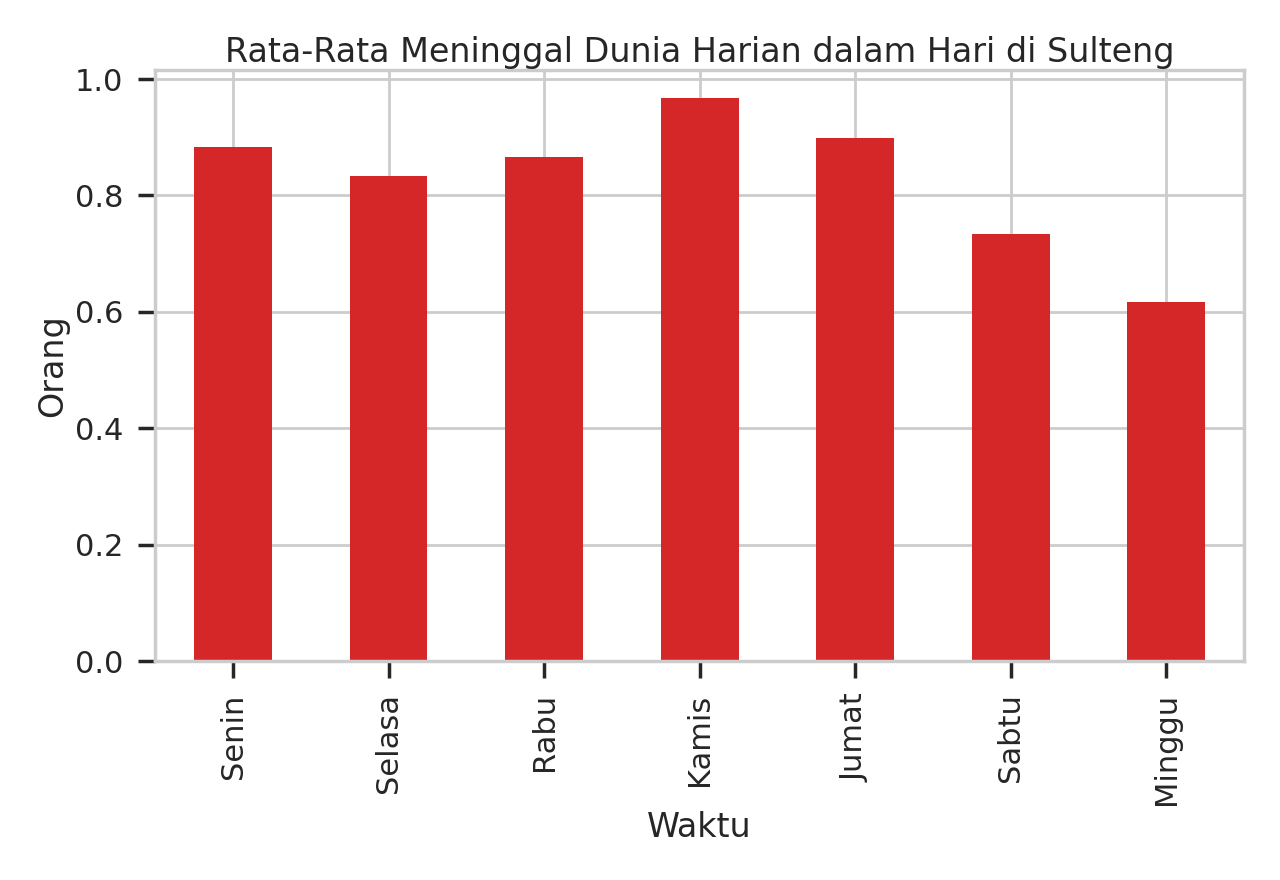 Rata-Rata Meninggal Dunia Harian dalam Hari di Sulteng
1.0
0.8
0.6
0.4
0.2
0.0
Orang
Senin
Selasa
Rabu
Kamis
Jumat
Sabtu
Minggu
Waktu